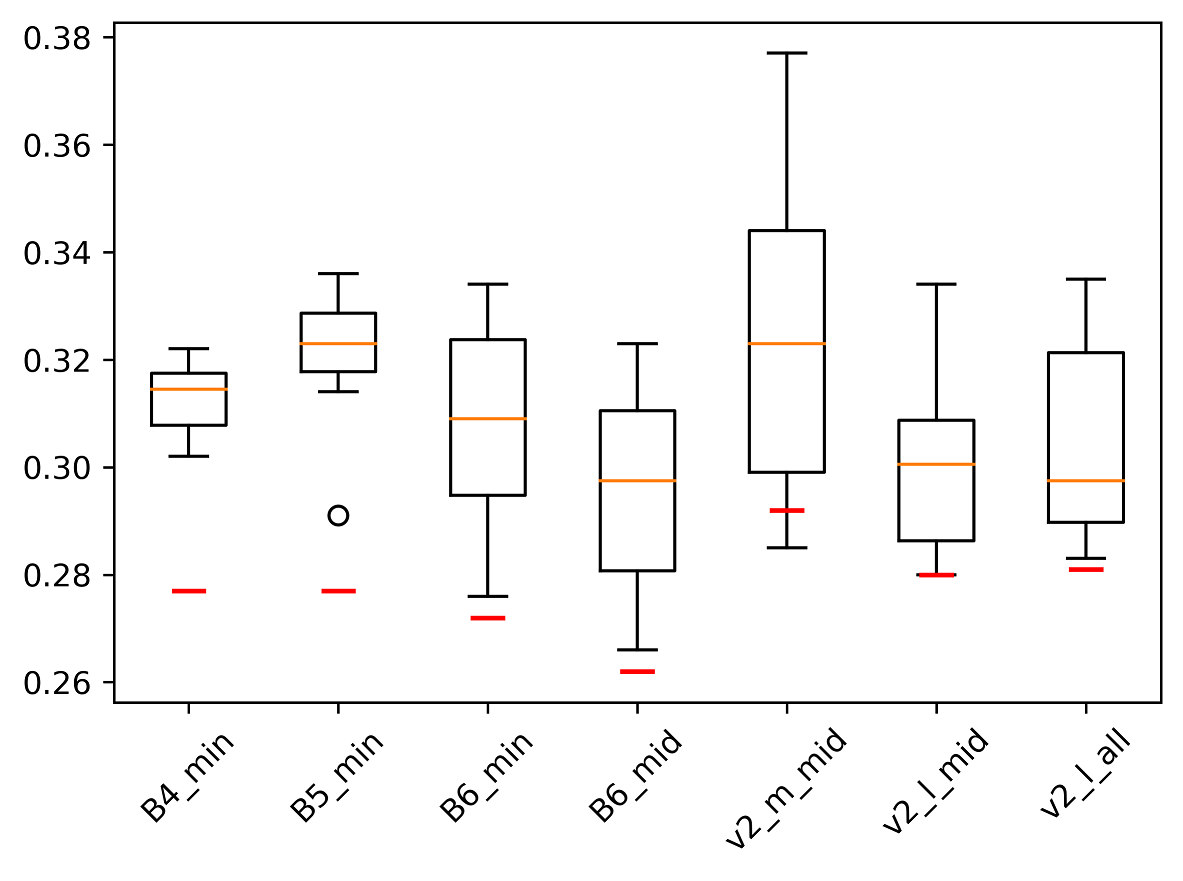 0.38
0.36
0.34
0.32
0.30
0.28
0.26
B4_min
B5_min
B6_min
B6_mid
v2_m_mid
v2_l_mid
v2_l_all